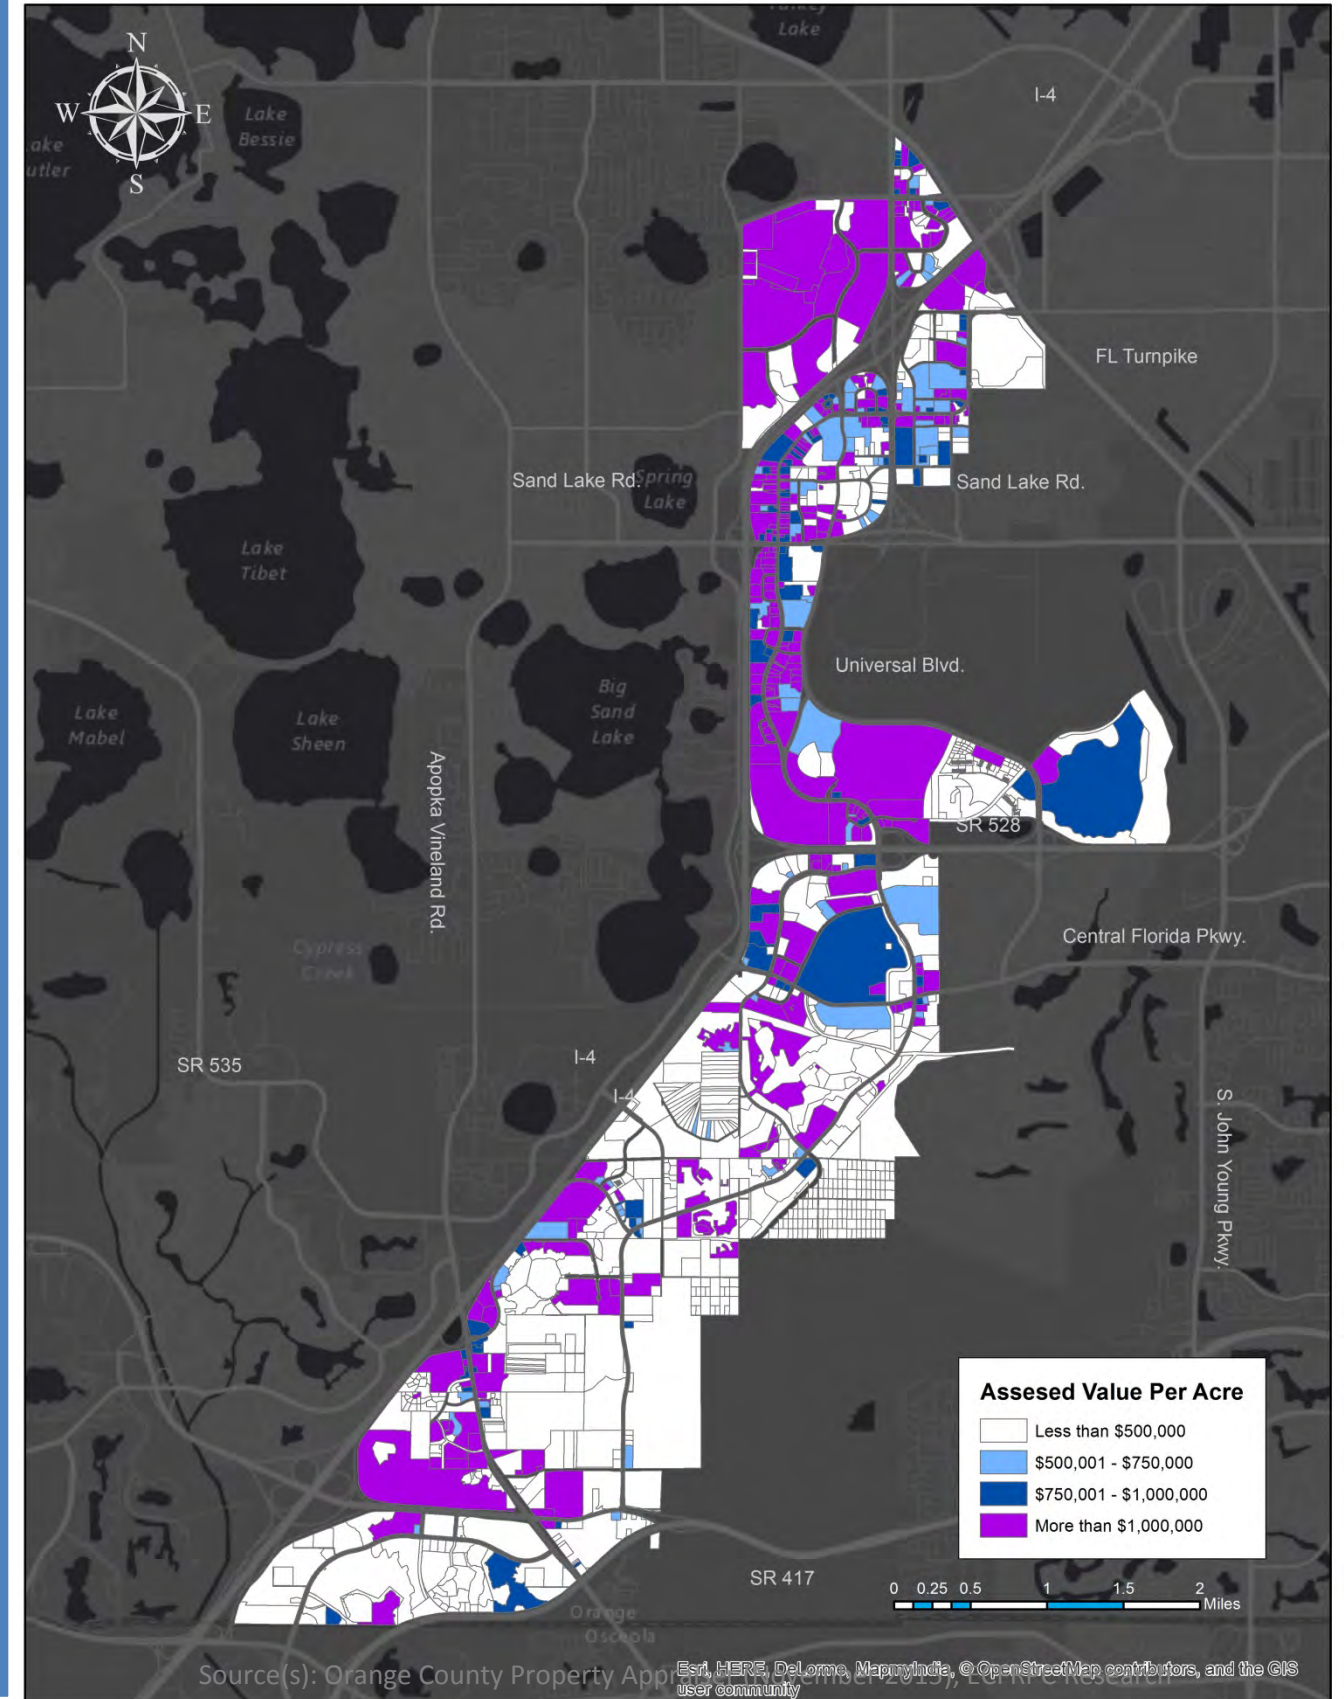 Turkey
Lake
N
W
E
S
I-4
Lake
Bessie
FL Turnpike
Sand Lake Rd.
Spring
Lake
Sand Lake Rd.
Lake
Tibet
Universal Blvd.
Big
Sand
Lake
Lake
Mabel
Lake
Sheen
Apopka Vineland Rd.
SR 528
Central Florida Pkwy.
Cypress
Creek
SR 535
I-4
I-4
S. John Young Pkwy.
Assesed Value Per Acre
Less than $500,000
$500,001 - $750,000
$750,001 - $1,000,000
More than $1,000,000
SR 417
0 0.25 0.5 1 1.5 2
Miles
Orange
Osceola
Source(s): Orange County Property
Esri, HERE, DeLorme, MapmyIndia, © OpenStreetMap contributors, and the GIS
user community